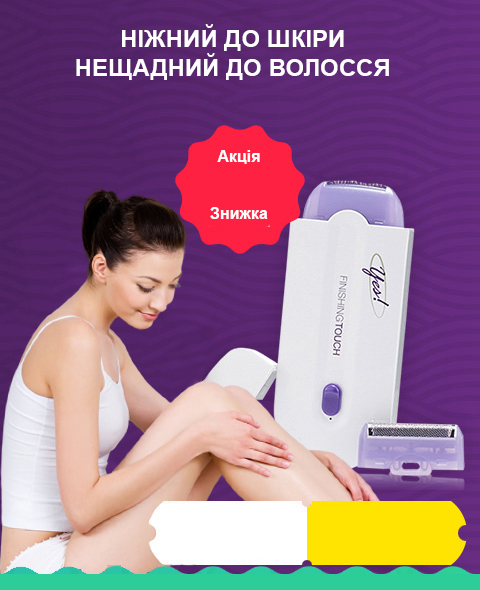 НІЖНИЙ ДО ШКІРИ
НЕЩАДНИЙ ДО ВОЛОССЯ
Акція
Знижка
Yes!
FINISHING TOUCH